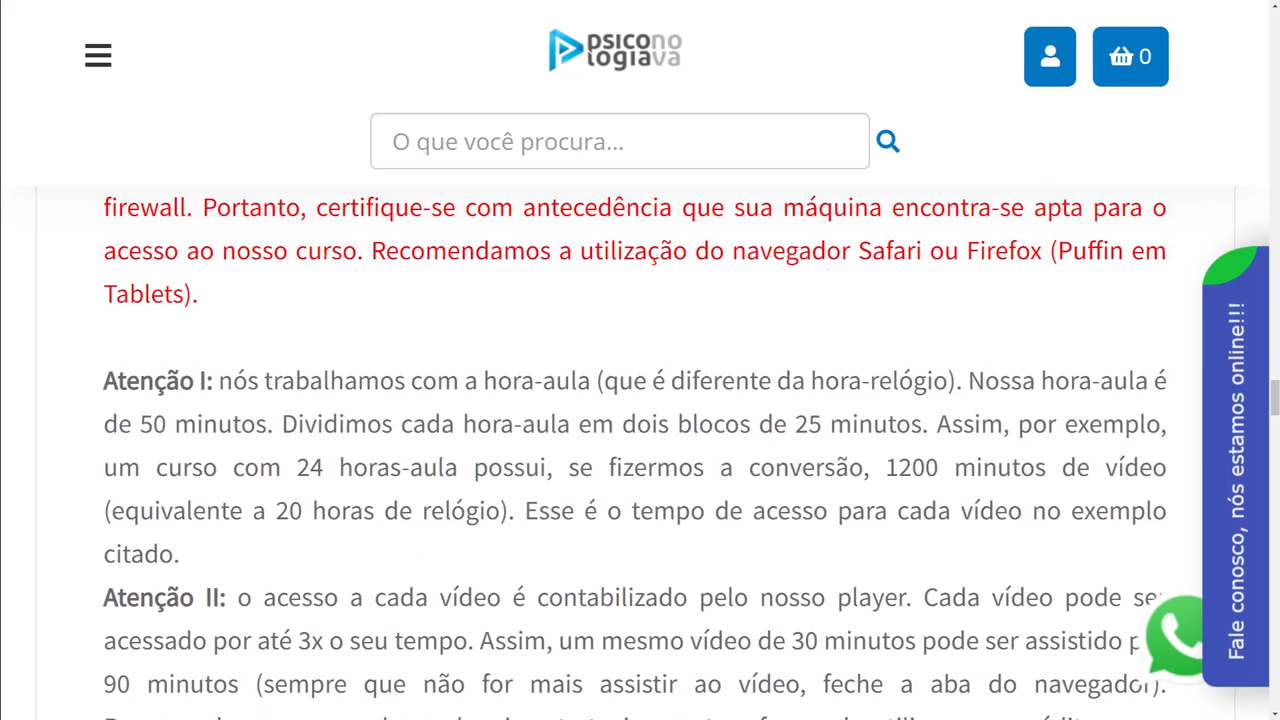 psicono
logiava
0
O que você procura...
firewall. Portanto, certifique-se com antecedência que sua máquina encontra-se apta para o
acesso ao nosso curso. Recomendamos a utilização do navegador Safari ou Firefox (Puffin em
Tablets).
Atenção I: nós trabalhamos com a hora-aula (que é diferente da hora-relógio). Nossa hora-aula é
de 50 minutos. Dividimos cada hora-aula em dois blocos de 25 minutos. Assim, por exemplo,
um curso com 24 horas-aula possui, se fizermos a conversão, 1200 minutos de vídeo
(equivalente a 20 horas de relógio). Esse é o tempo de acesso para cada vídeo no exemplo
citado.
Atenção II: o acesso a cada vídeo é contabilizado pelo nosso player. Cada vídeo pode ser
acessado por até 3x o seu tempo. Assim, um mesmo vídeo de 30 minutos pode ser assistido
90 minutos (sempre que não for mais assistir ao vídeo, feche a aba do navegador).
Fale conosco, nós estamos online!!!